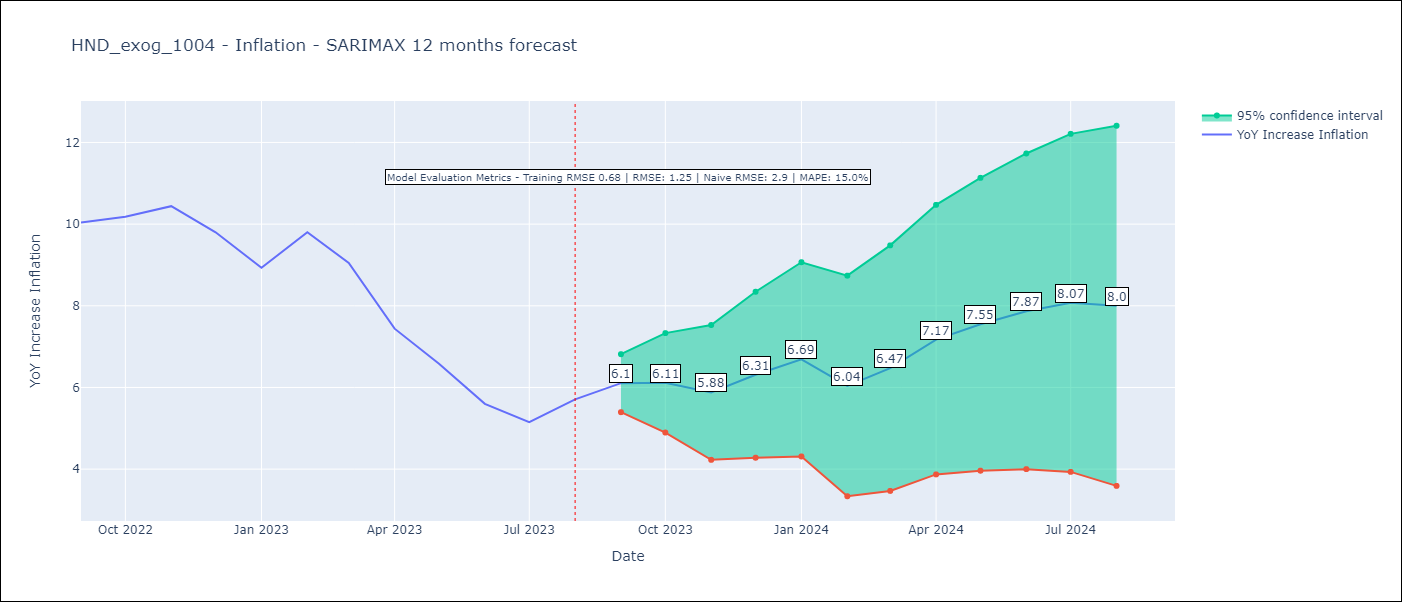 HND_exog_1004 - Inflation - SARIMAX 12 months forecast
95% confidence interval
YoY Increase Inflation
Model Evaluation Metrics - Training RMSE 0.68 | RMSE: 1.25 | Naive RMSE: 2.9 | MAPE: 15.0%
YoY Increase Inflation
12
10
8
6
4
6.1
6.11
5.88
6.31
6.69
6.04
6.47
7.17
7.55
7.87
8.07
8.0
Oct 2022
Jan 2023
Apr 2023
Jul 2023
Oct 2023
Jan 2024
Apr 2024
Jul 2024
Date